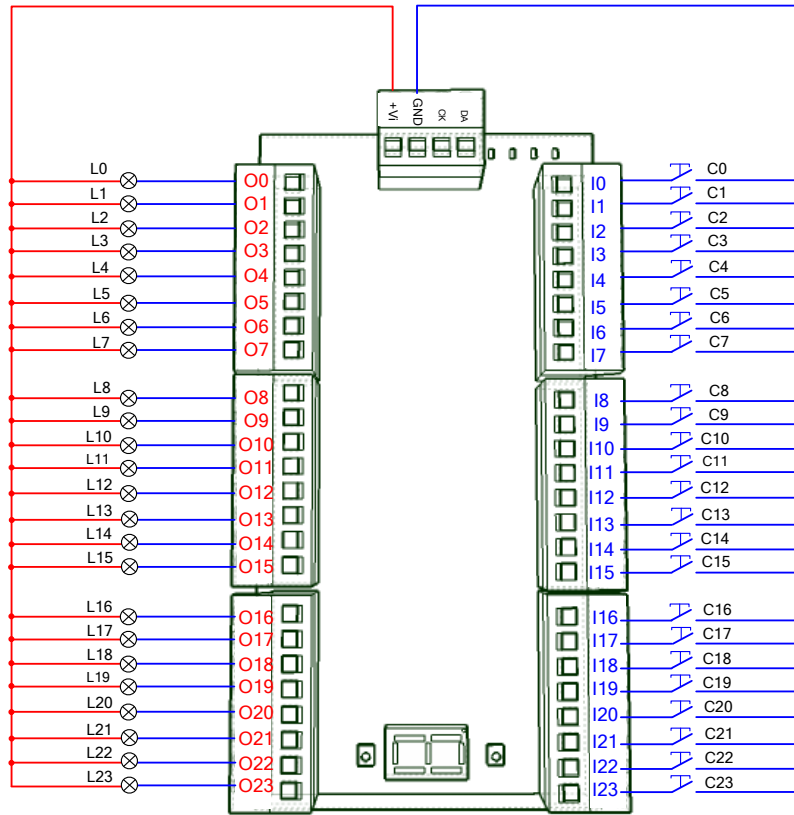 +Vi GND CK DA
L0 O0 I0 C0
L1 O1 I1 C1
L2 O2 I2 C2
L3 O3 I3 C3
L4 O4 I4 C4
L5 O5 I5 C5
L6 O6 I6 C6
L7 O7 I7 C7
L8 O8 I8 C8
L9 O9 I9 C9
L10 O10 I10 C10
L11 O11 I11 C11
L12 O12 I12 C12
L13 O13 I13 C13
L14 O14 I14 C14
L15 O15 I15 C15
L16 O16 I16 C16
L17 O17 I17 C17
L18 O18 I18 C18
L19 O19 I19 C19
L20 O20 I20 C20
L21 O21 I21 C21
L22 O22 I22 C22
L23 O23 I23 C23